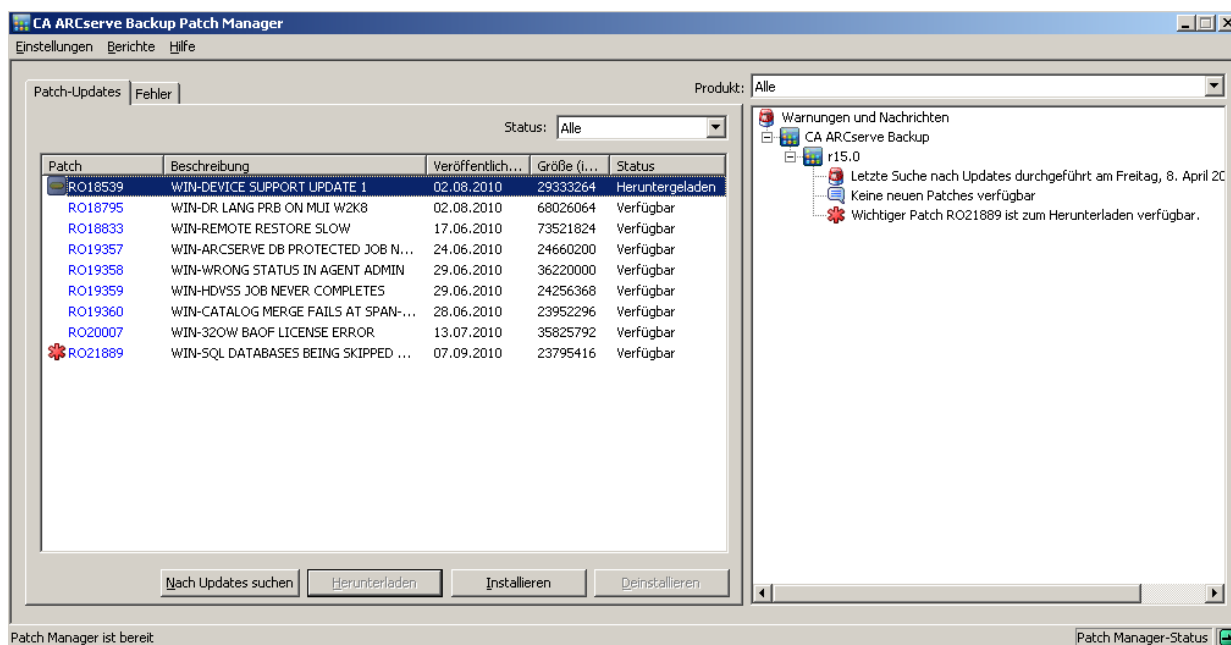 CA ARCserve Backup Patch Manager
Einstellungen Berichte Hilfe
Patch-Updates Fehler
Produkt: Alle
Status: Alle
Patch Beschreibung Veröffentlich... Größe (i... Status
RO18539 WIN-DEVICE SUPPORT UPDATE 1 02.08.2010 29333264 Heruntergeladen
RO18795 WIN-DR LANG PRB ON MUI W2K8 02.08.2010 68026064 Verfügbar
RO18833 WIN-REMOTE RESTORE SLOW 17.06.2010 73521824 Verfügbar
RO19357 WIN-ARCSERVE DB PROTECTED JOB N... 24.06.2010 24660200 Verfügbar
RO19358 WIN-WRONG STATUS IN AGENT ADMIN 29.06.2010 36220000 Verfügbar
RO19359 WIN-HDVSS JOB NEVER COMPLETES 29.06.2010 24256368 Verfügbar
RO19360 WIN-CATALOG MERGE FAILS AT SPAN-... 28.06.2010 23952296 Verfügbar
RO20007 WIN-32OW BAOF LICENSE ERROR 13.07.2010 35825792 Verfügbar
RO21889 WIN-SQL DATABASES BEING SKIPPED ... 07.09.2010 23795416 Verfügbar
Nach Updates suchen Herunterladen Installieren Deinstallieren
Warnungen und Nachrichten
CA ARCserve Backup
r15.0
Letzte Suche nach Updates durchgeführt am Freitag, 8. April 20
Keine neuen Patches verfügbar
Wichtiger Patch RO21889 ist zum Herunterladen verfügbar.
Patch Manager ist bereit
Patch Manager-Status